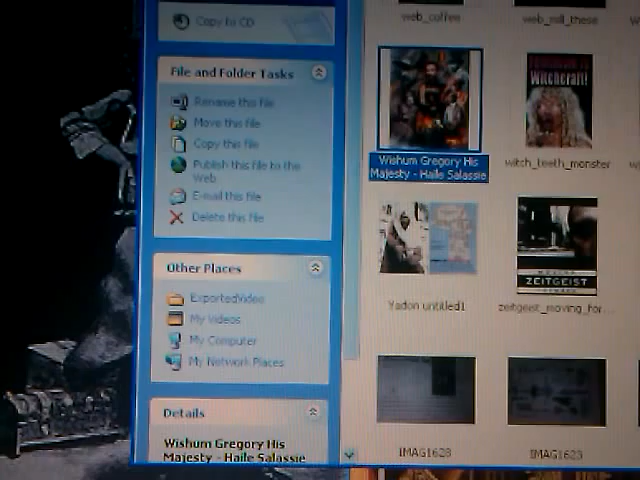 Copy to CD
web_coffee
web_mill_these
File and Folder Tasks
Rename this file
Move this file
Copy this file
Publish this file to the
Web
E-mail this file
Delete this file
Witchcraft!
Wishum Gregory His
Majesty - Haile Salassie
witch_teeth_monster
Other Places
ExportedVideo
My Videos
My Computer
My Network Places
ZEITGEIST
Yadon untitled1
zeitgeist_moving_for...
Details
Wishum Gregory His
Majesty - Haile Salassie
IMAG1628
IMAG1623